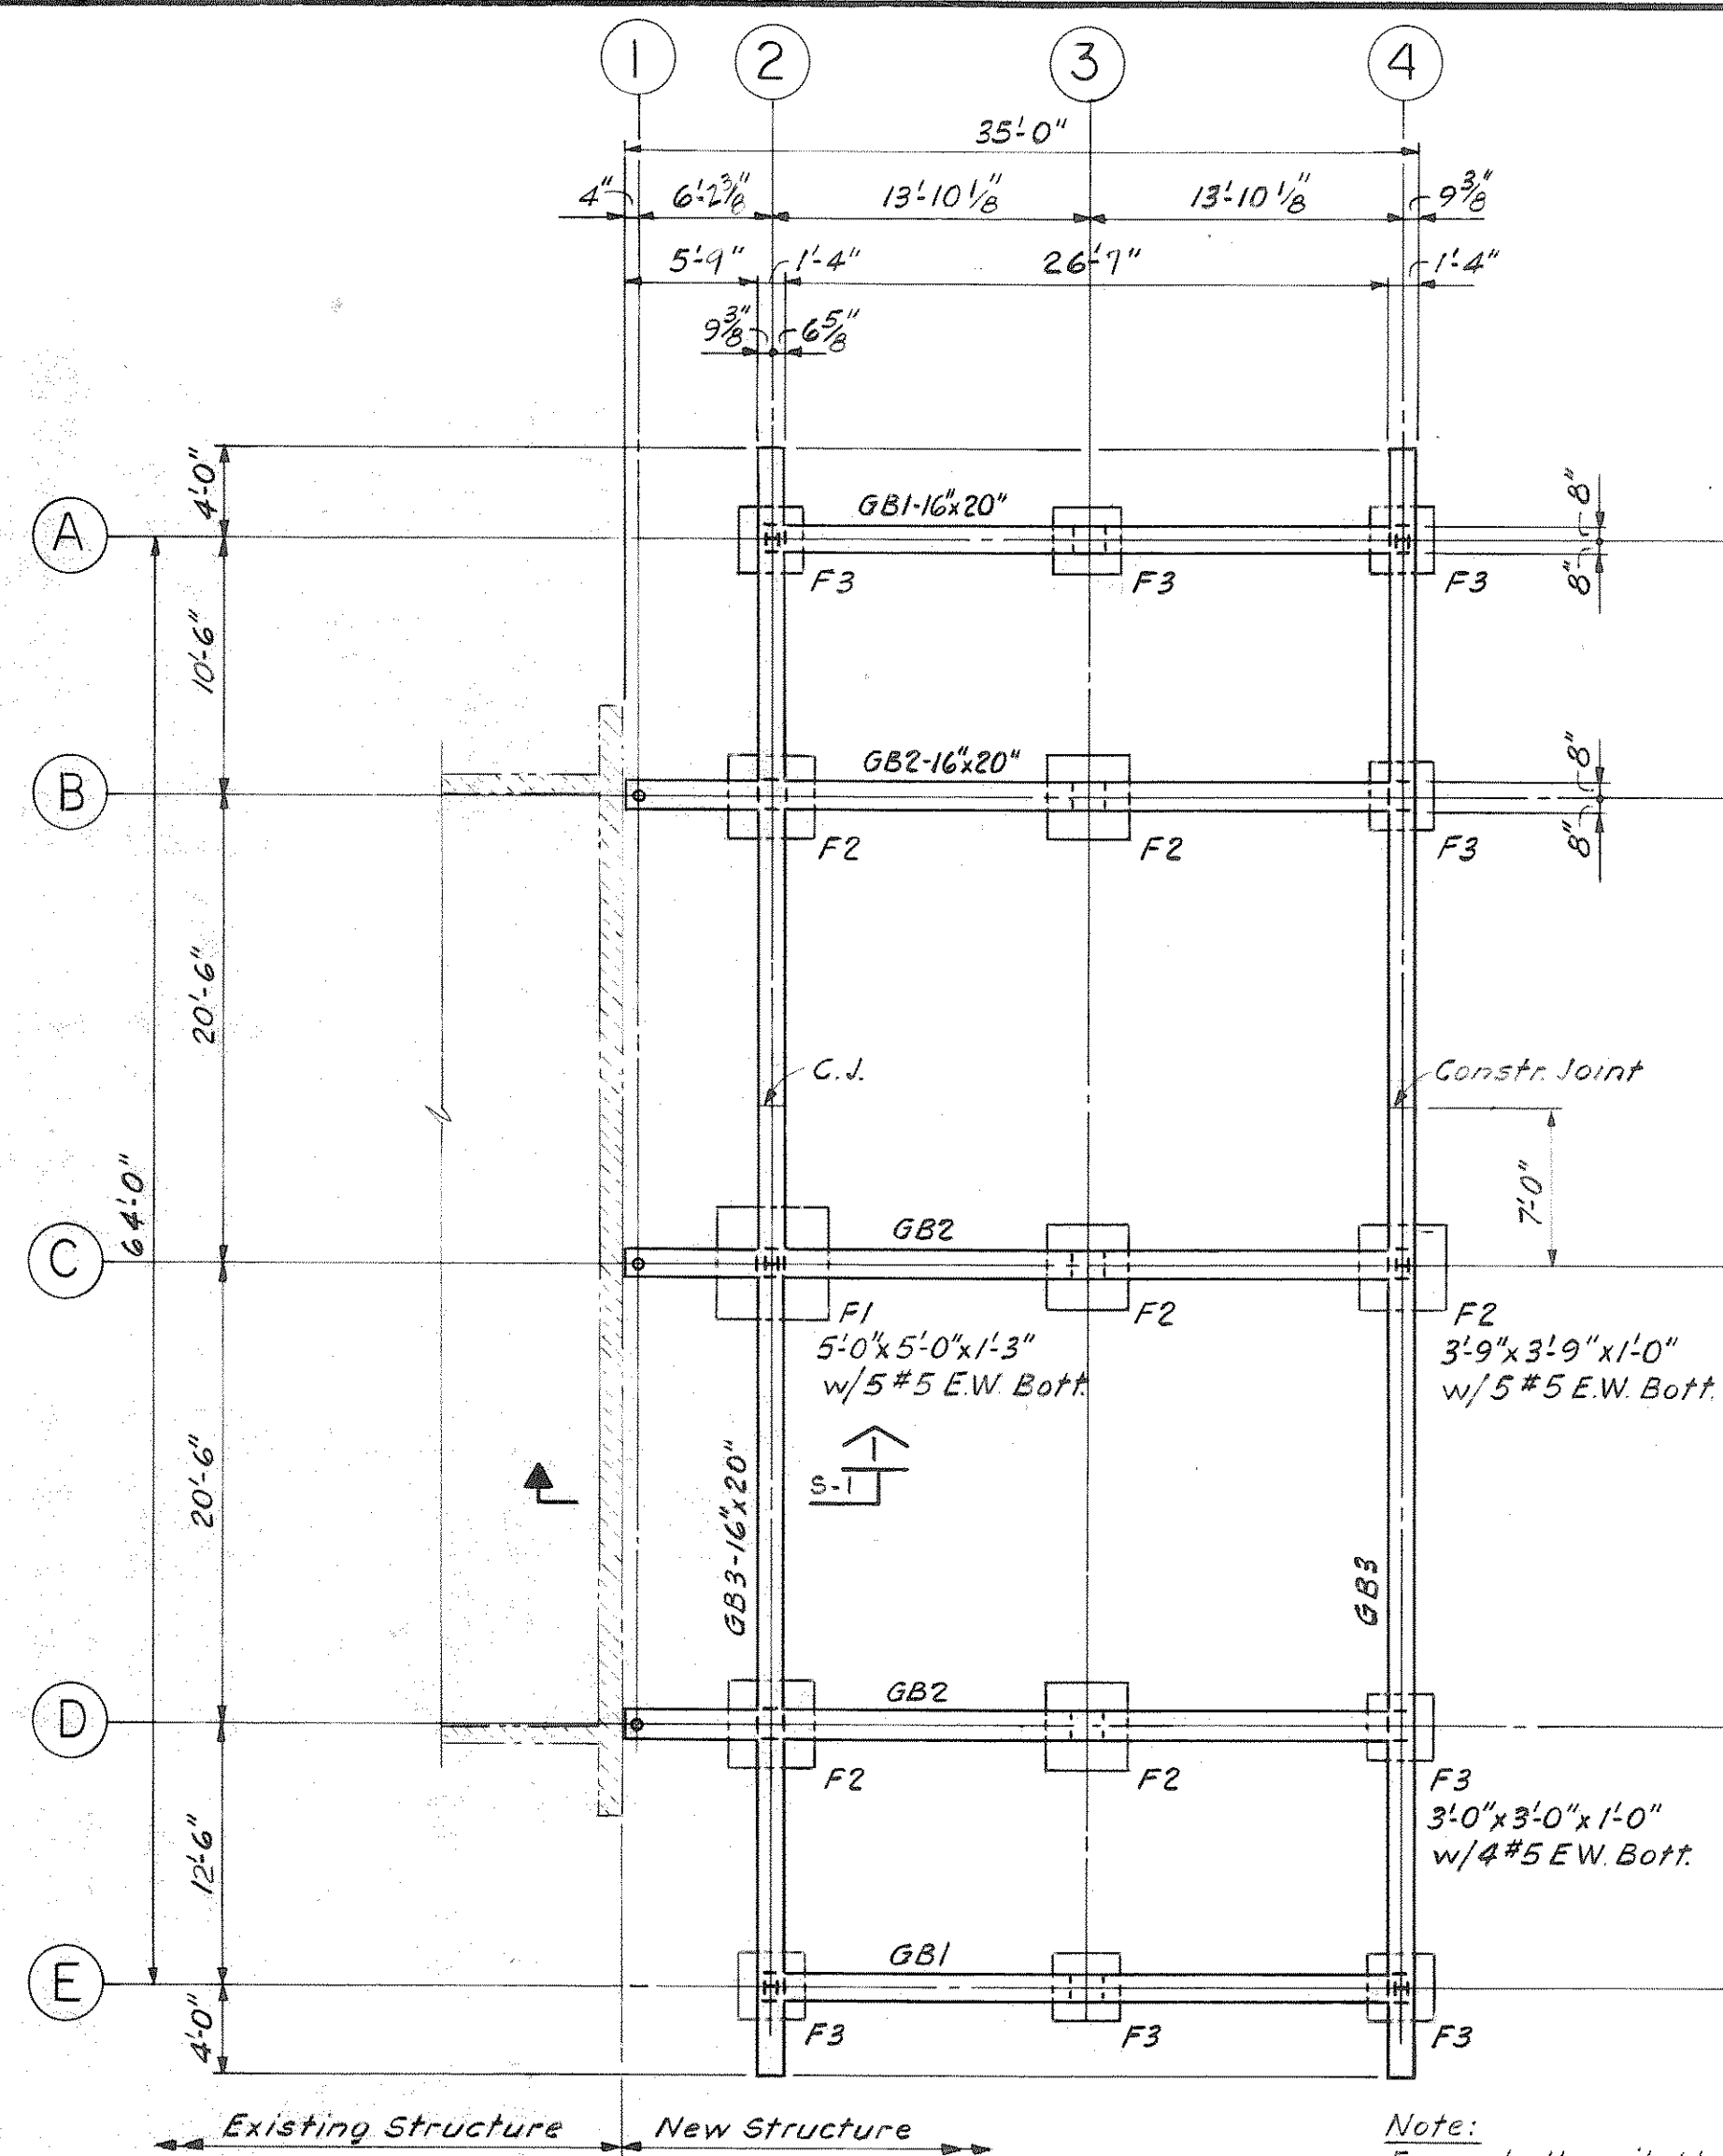 1 2 3 4
35'-0"
4" 6'-2 3/8" 13'-10 1/8" 13'-10 1/8" 9 3/8"
5'-9" 1'-4" 26'-7" 1'-4"
9 3/8" 6 5/8"
4'-0"
A
GB1-16"x20"
8"
8"
F3 F3 F3
10'-6"
B
GB2-16"x20"
8"
8"
F2 F2 F3
20'-6"
C.J.
Constr. Joint
7'-0"
64'-0"
C
GB2
F1 F2 F2
5'-0"x5'-0"x1'-3"
w/5 #5 E.W. Bott.
3'-9"x3'-9"x1'-0"
w/5 #5 E.W. Bott.
20'-6"
1
S-1
GB3-16"x20"
GB3
D
GB2
F2 F2 F3
3'-0"x3'-0"x1'-0"
w/4 #5 E.W. Bott.
12'-6"
E
GB1
F3 F3 F3
4'-0"
Existing Structure New Structure
Note: